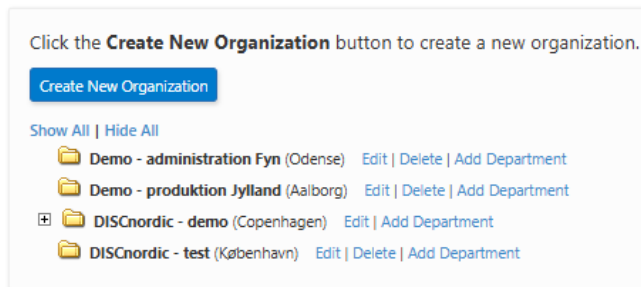 Click the Create New Organization button to create a new organization.
Create New Organization
Show All | Hide All
Demo - administration Fyn (Odense) Edit | Delete | Add Department
Demo - produktion Jylland (Aalborg) Edit | Delete | Add Department
DISCnordic - demo (Copenhagen) Edit | Add Department
DISCnordic - test (København) Edit | Delete | Add Department